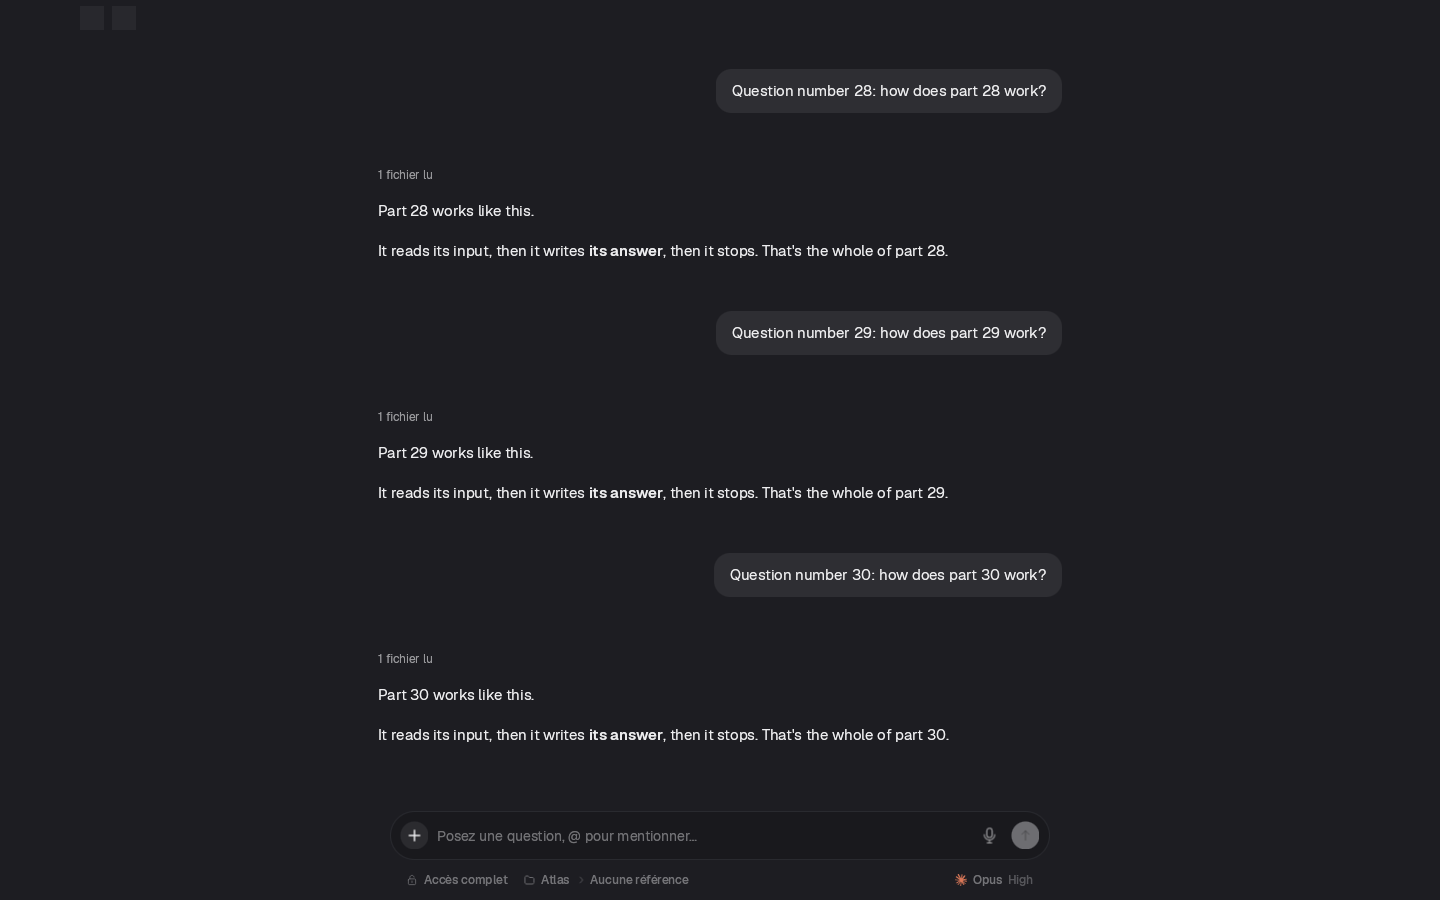 Question number 28: how does part 28 work?
1 fichier lu
Part 28 works like this.
It reads its input, then it writes its answer, then it stops. That's the whole of part 28.
Question number 29: how does part 29 work?
1 fichier lu
Part 29 works like this.
It reads its input, then it writes its answer, then it stops. That's the whole of part 29.
Question number 30: how does part 30 work?
1 fichier lu
Part 30 works like this.
It reads its input, then it writes its answer, then it stops. That's the whole of part 30.
Posez une question, @ pour mentionner...
Accès complet Atlas Aucune référence Opus High